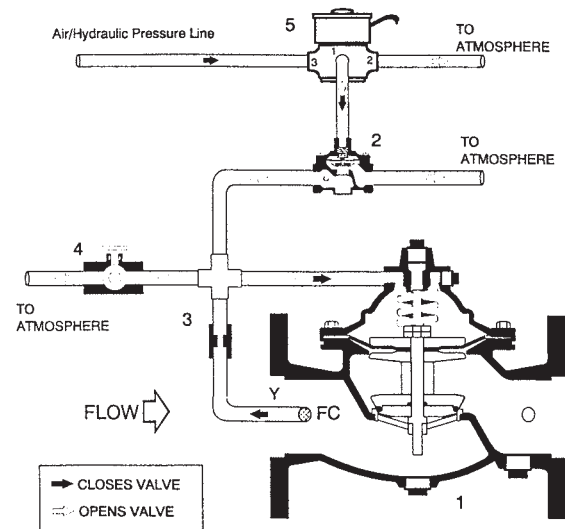 5
Air/Hydraulic Pressure Line
TO
ATMOSPHERE
1
3
2
2
TO
ATMOSPHERE
4
TO
ATMOSPHERE
3
Y
FLOW
FC
CLOSES VALVE
OPENS VALVE
1